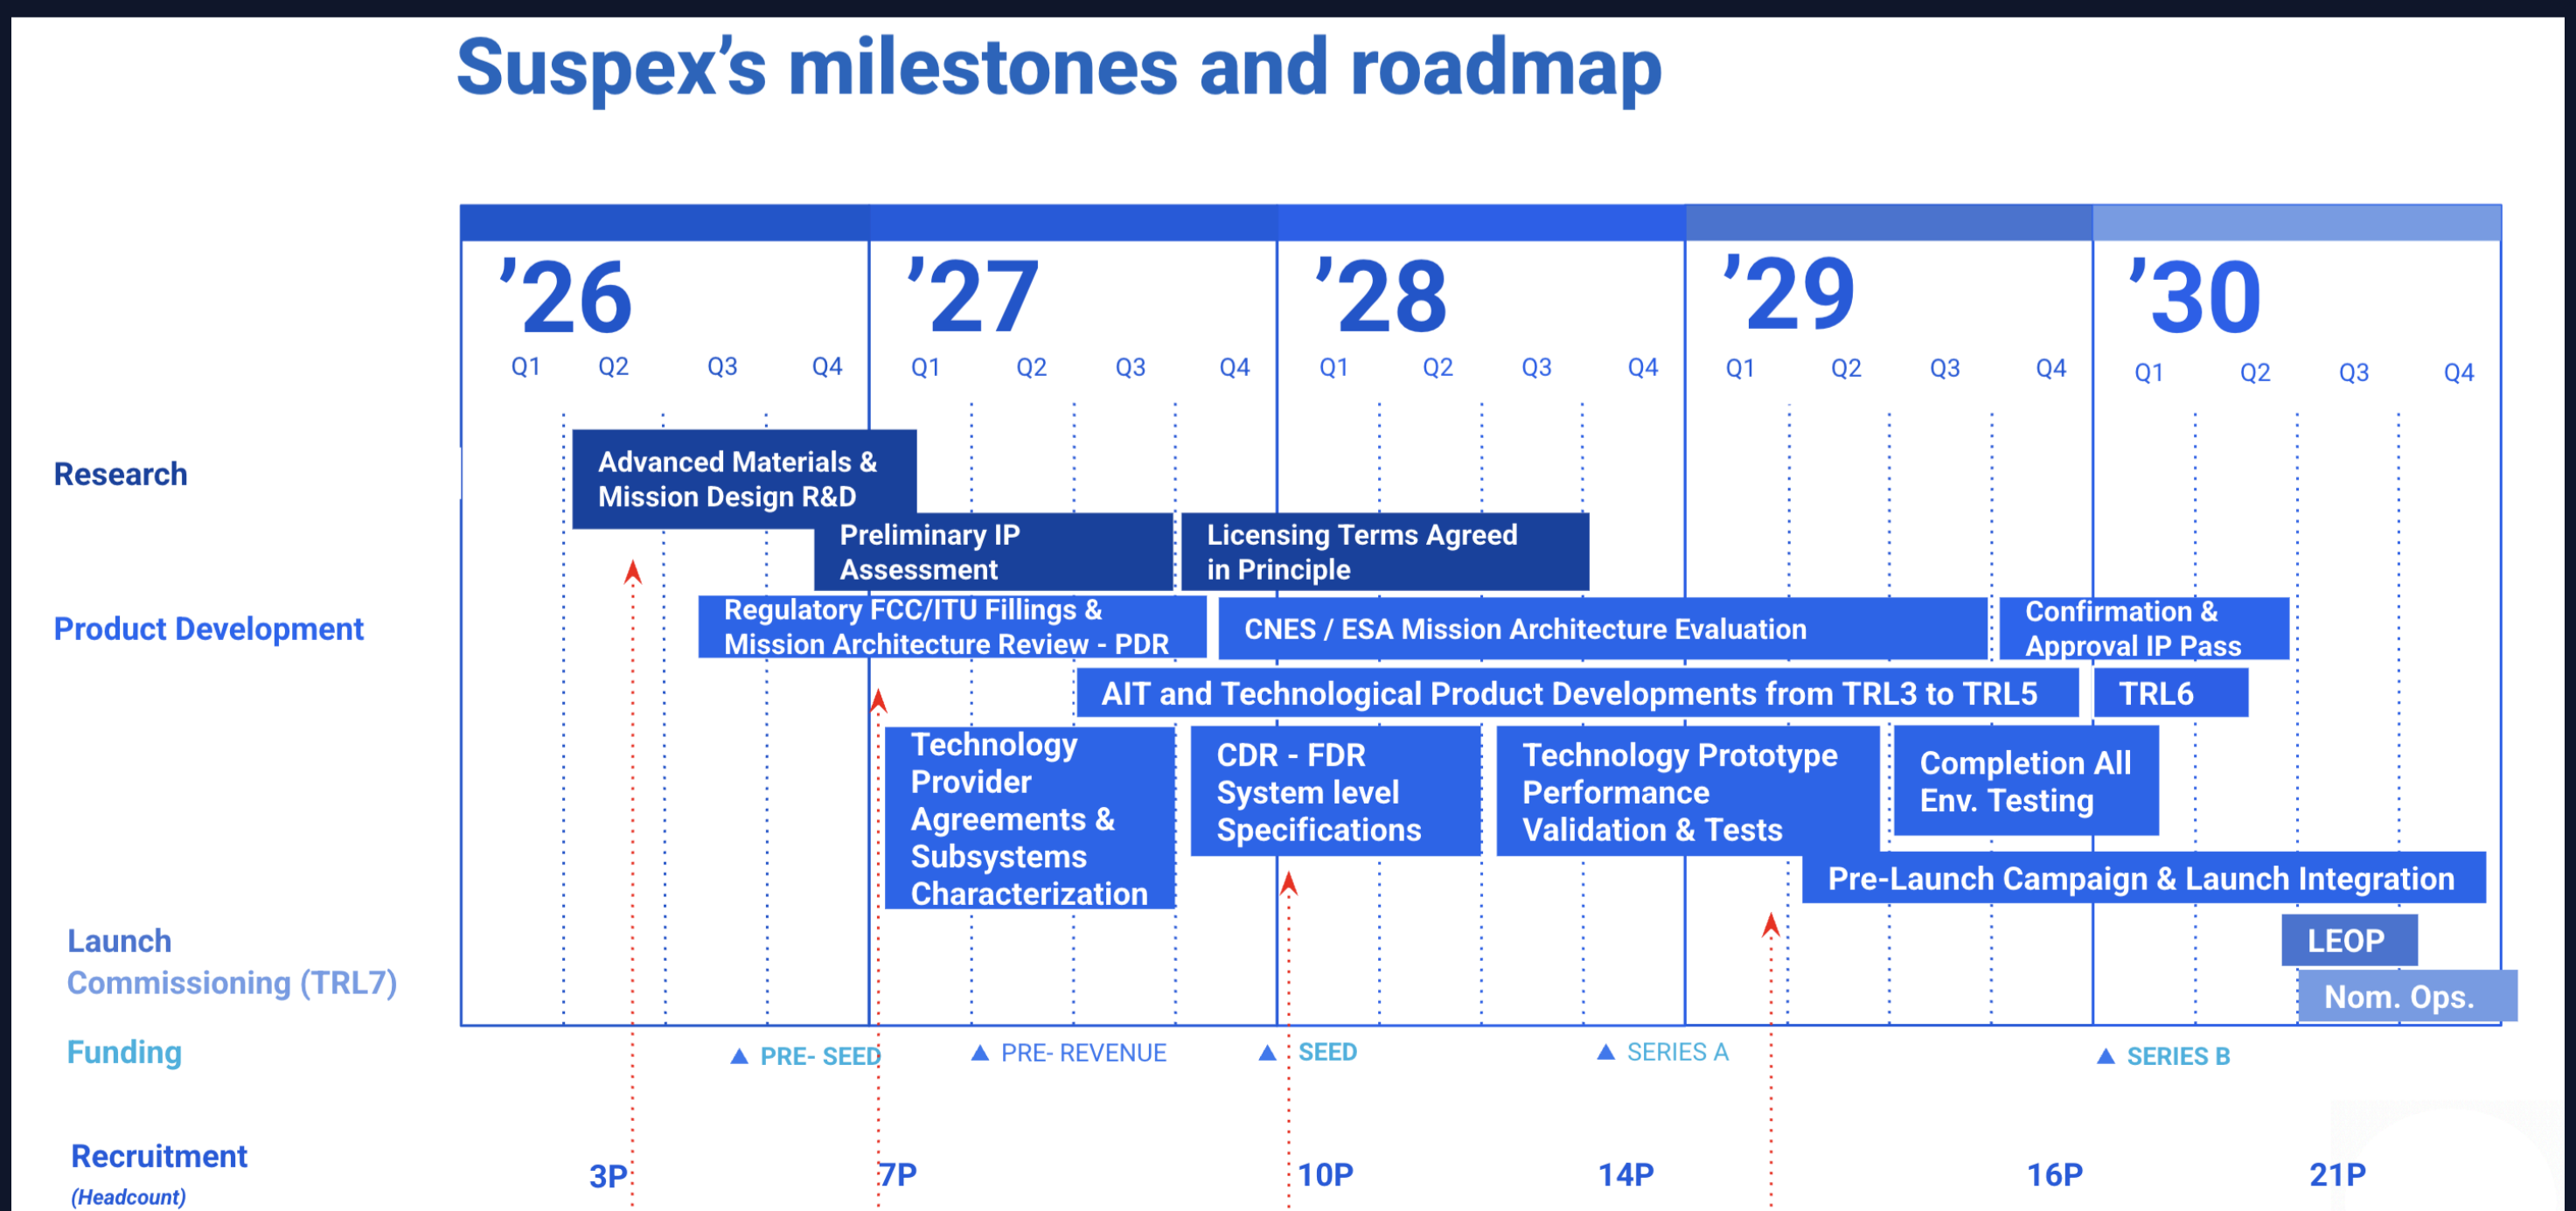 Suspex’s milestones and roadmap
’26
’27
’28
’29
’30
Q1 Q2 Q3 Q4 Q1 Q2 Q3 Q4 Q1 Q2 Q3 Q4 Q1 Q2 Q3 Q4 Q1 Q2 Q3 Q4
Research
Advanced Materials &
Mission Design R&D
Preliminary IP
Assessment
Licensing Terms Agreed
in Principle
Product Development
Regulatory FCC/ITU Fillings &
Mission Architecture Review - PDR
CNES / ESA Mission Architecture Evaluation
Confirmation &
Approval IP Pass
AIT and Technological Product Developments from TRL3 to TRL5
TRL6
Technology
Provider
Agreements &
Subsystems
Characterization
CDR - FDR
System level
Specifications
Technology Prototype
Performance
Validation & Tests
Completion All
Env. Testing
Pre-Launch Campaign & Launch Integration
Launch
LEOP
Commissioning (TRL7)
Nom. Ops.
Funding
PRE- SEED
PRE- REVENUE
SEED
SERIES A
SERIES B
Recruitment
(Headcount)
3P
7P
10P
14P
16P
21P